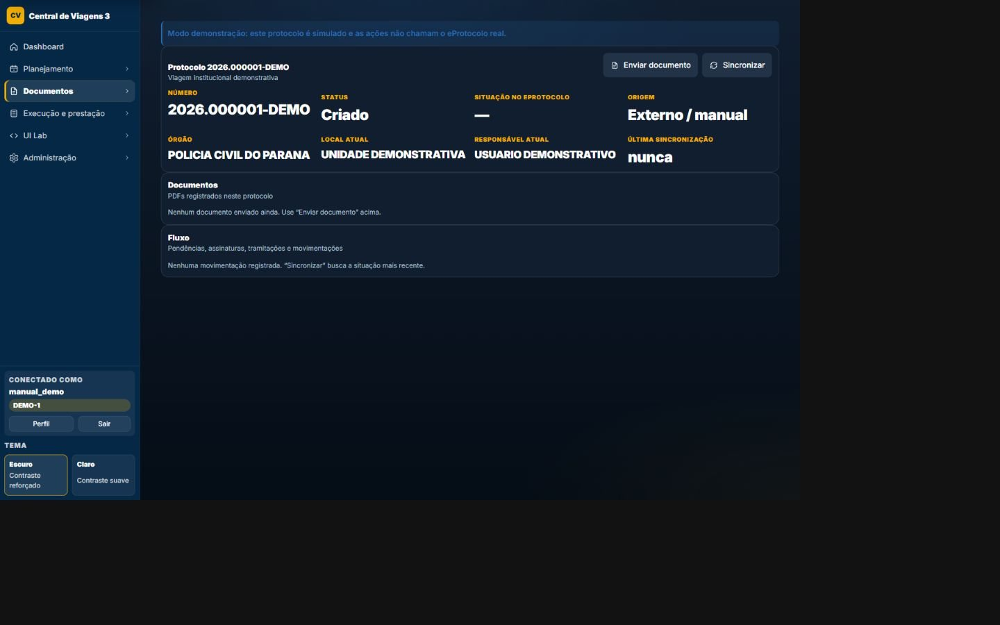 CV Central de Viagens 3
Dashboard
Planejamento
Documentos
Execução e prestação
UI Lab
Administração
CONECTADO COMO
manual_demo
DEMO-1
Perfil Sair
TEMA
Escuro
Contraste reforçado
Claro
Contraste suave
Modo demonstração: este protocolo é simulado e as ações não chamam o eProtocolo real.
Protocolo 2026.000001-DEMO
Viagem institucional demonstrativa
Enviar documento Sincronizar
NÚMERO
2026.000001-DEMO
STATUS
Criado
SITUAÇÃO NO EPROTOCOLO
—
ORIGEM
Externo / manual
ÓRGÃO
POLICIA CIVIL DO PARANA
LOCAL ATUAL
UNIDADE DEMONSTRATIVA
RESPONSÁVEL ATUAL
USUARIO DEMONSTRATIVO
ÚLTIMA SINCRONIZAÇÃO
nunca
Documentos
PDFs registrados neste protocolo
Nenhum documento enviado ainda. Use “Enviar documento” acima.
Fluxo
Pendências, assinaturas, tramitações e movimentações
Nenhuma movimentação registrada. “Sincronizar” busca a situação mais recente.